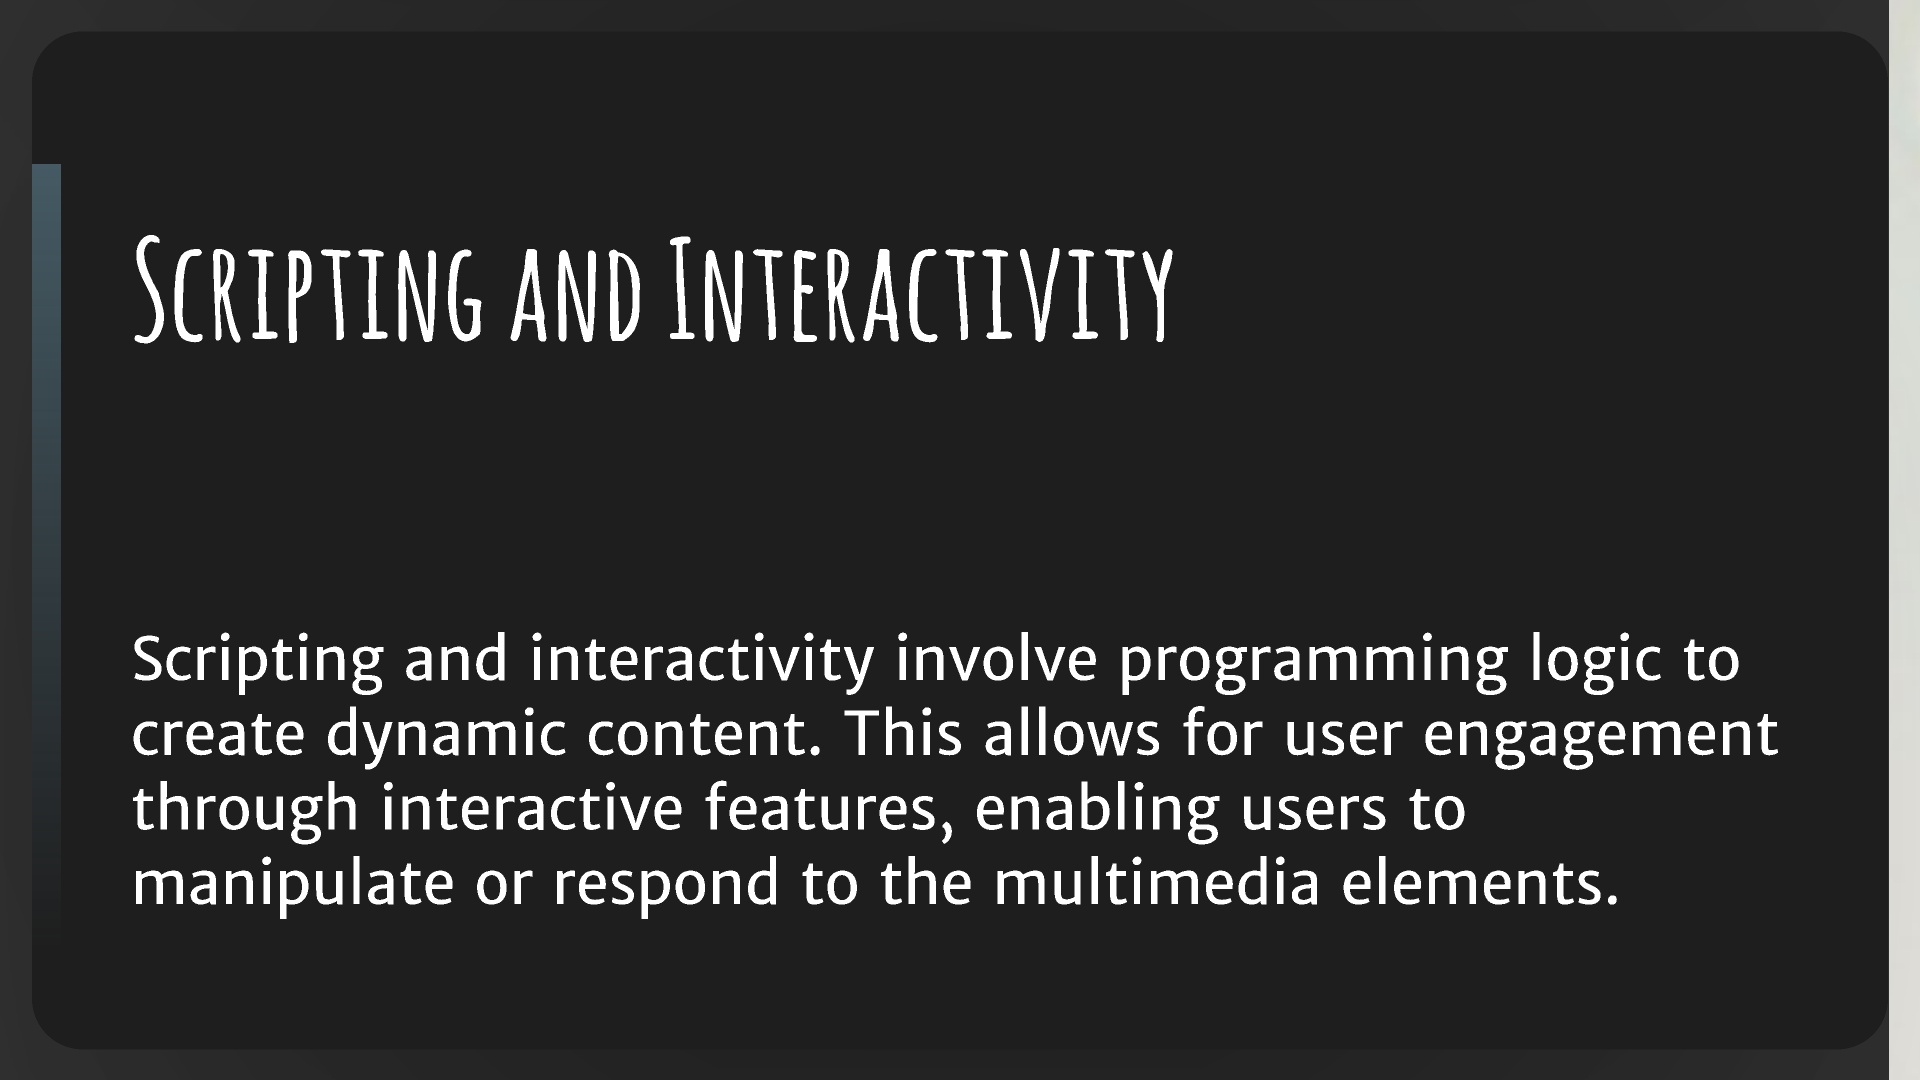 Scripting and Interactivity
Scripting and interactivity involve programming logic to
create dynamic content. This allows for user engagement
through interactive features, enabling users to
manipulate or respond to the multimedia elements.